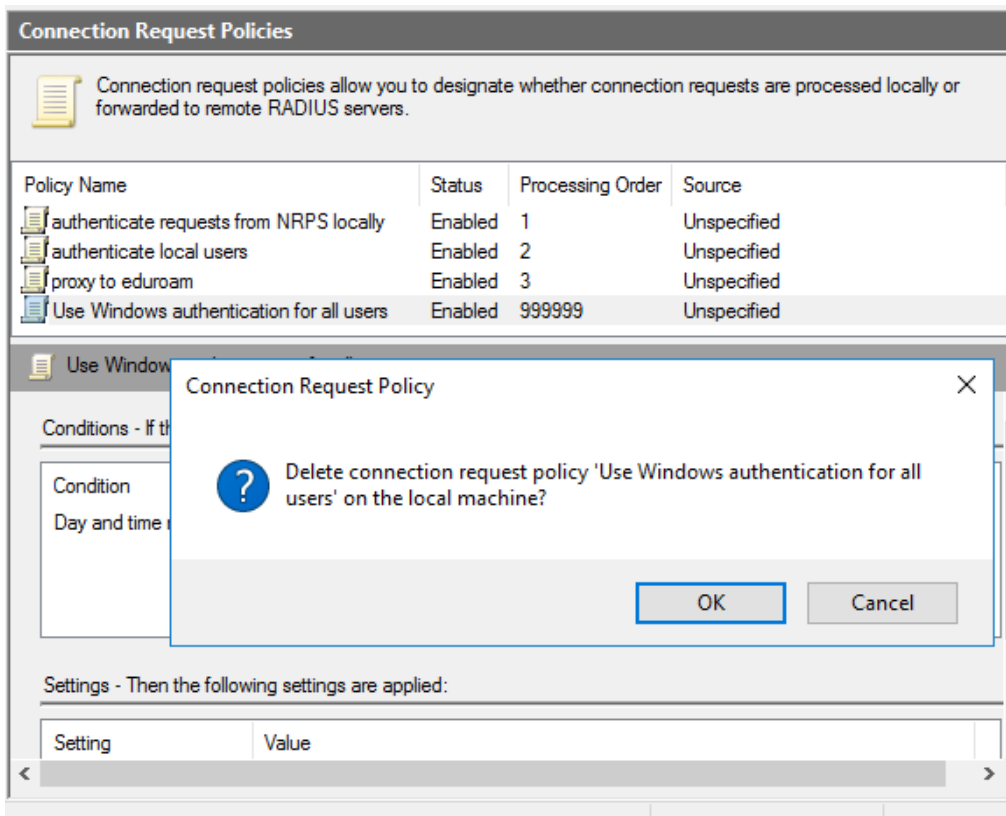 Connection Request Policies
Connection request policies allow you to designate whether connection requests are processed locally or
forwarded to remote RADIUS servers.
Policy Name Status Processing Order Source
authenticate requests from NRPS locally Enabled 1 Unspecified
authenticate local users Enabled 2 Unspecified
proxy to eduroam Enabled 3 Unspecified
Use Windows authentication for all users Enabled 999999 Unspecified
Use Window
Connection Request Policy
Conditions - If th
Delete connection request policy 'Use Windows authentication for all
users' on the local machine?
Condition
Day and time
OK Cancel
Settings - Then the following settings are applied:
Setting Value